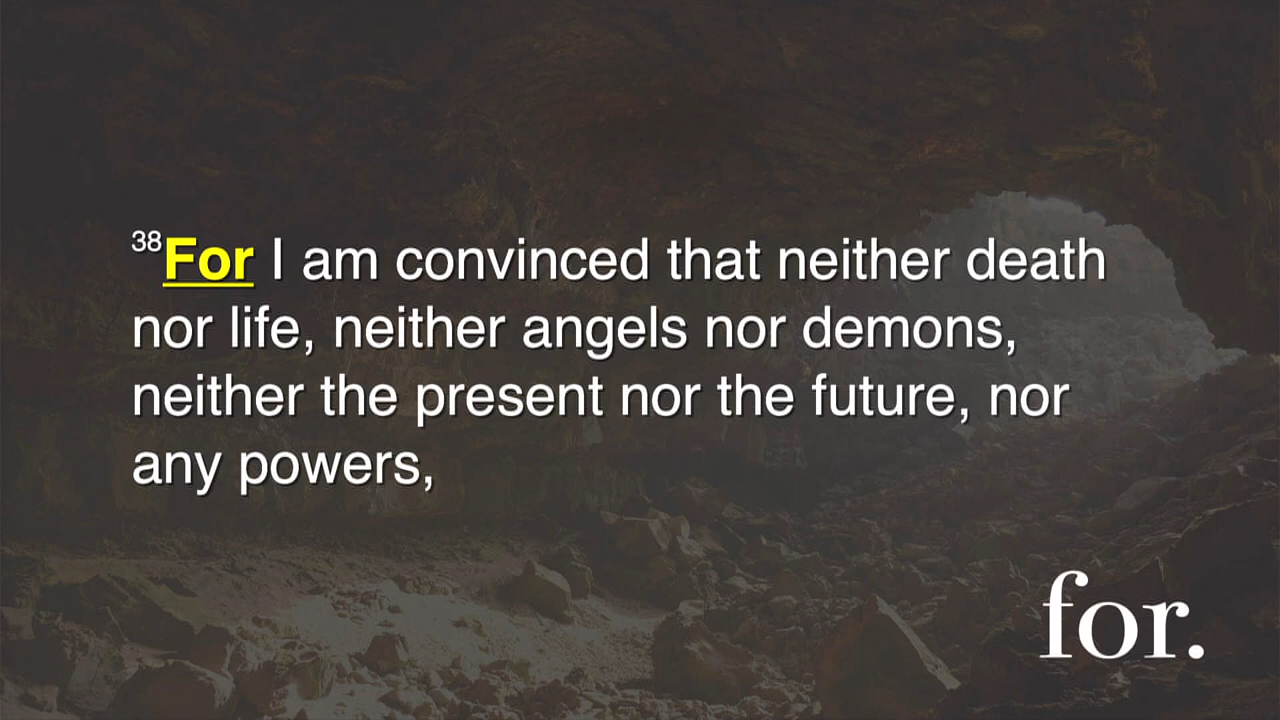 38For I am convinced that neither death
nor life, neither angels nor demons,
neither the present nor the future, nor
any powers,
for.